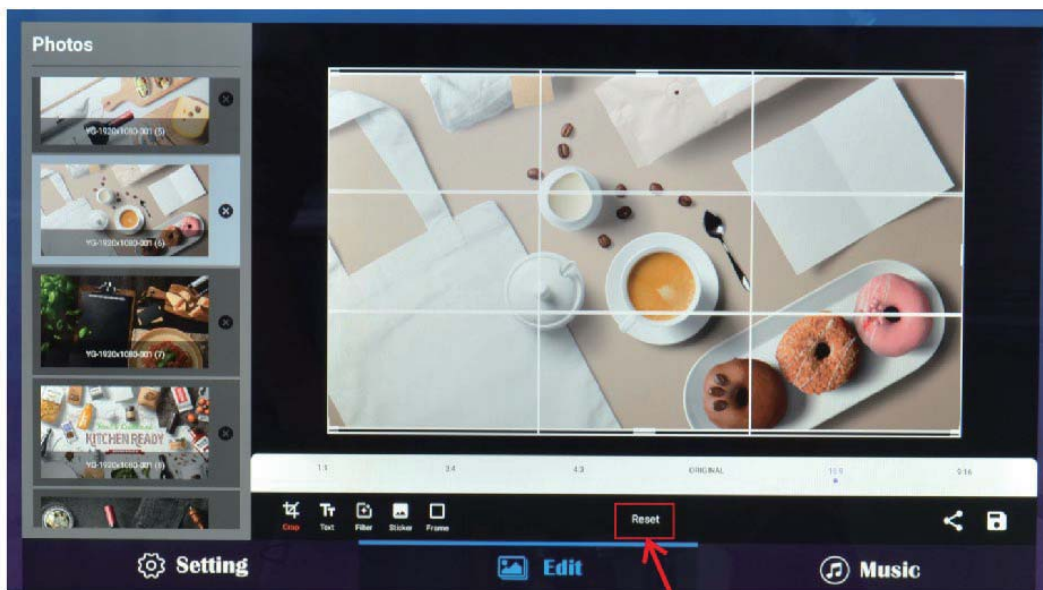 Photos
YG-1920x1080-001 (5)
YG-1920x1080-001 (6)
YG-1920x1080-001 (7)
KITCHEN READY
YG-1920x1080-001 (8)
1:1 3:4 4:3 ORIGINAL 16:9 9:16
Crop Text Filter Sticker Frame
Reset
Setting Edit Music